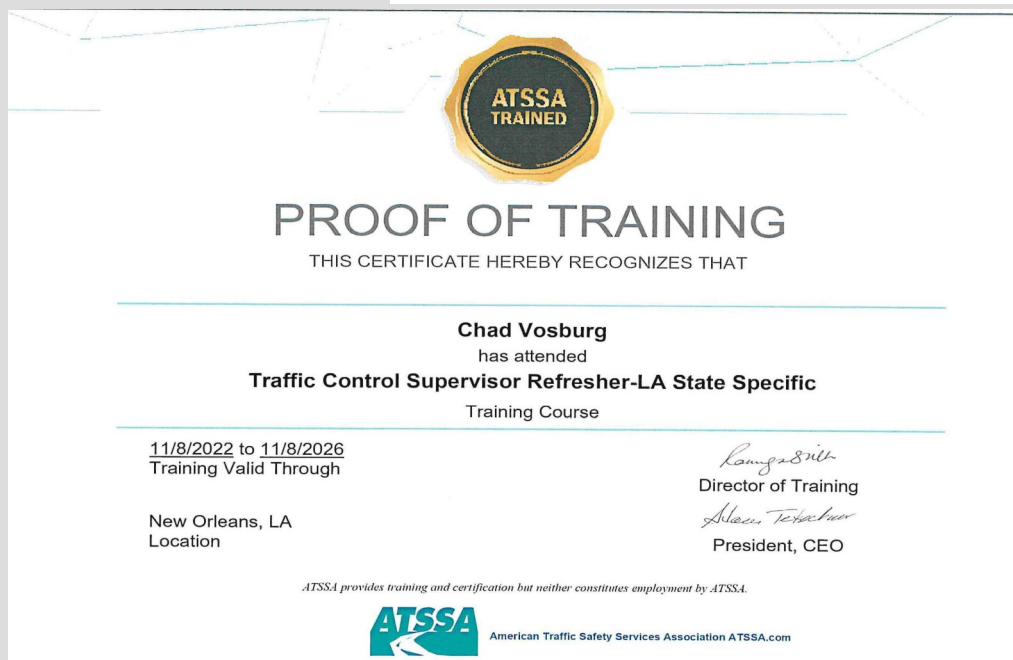 ATSSA
TRAINED
PROOF OF TRAINING
THIS CERTIFICATE HEREBY RECOGNIZES THAT
Chad Vosburg
has attended
Traffic Control Supervisor Refresher-LA State Specific
Training Course
11/8/2022 to 11/8/2026
Training Valid Through
Director of Training
New Orleans, LA
Location
President, CEO
ATSSA provides training and certification but neither constitutes employment by ATSSA.
ATSSA
American Traffic Safety Services Association ATSSA.com